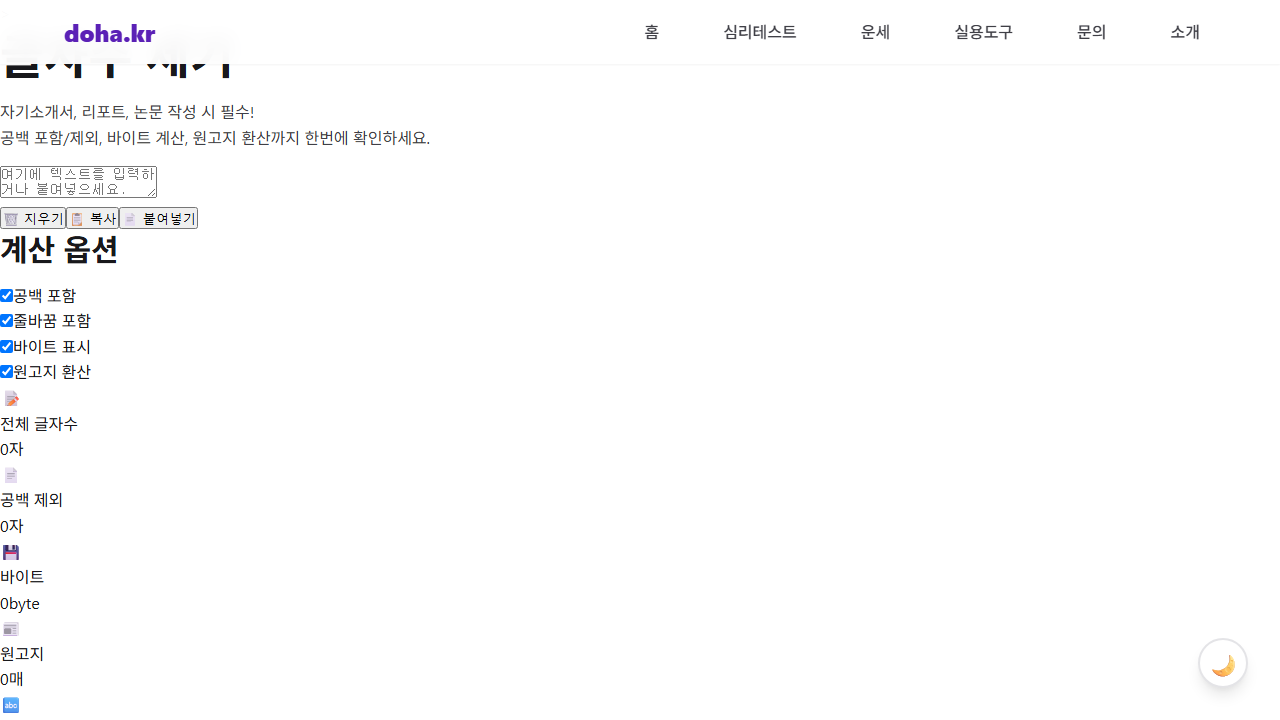 doha.kr
홈 심리테스트 운세 실용도구 문의 소개
자기소개서, 리포트, 논문 작성 시 필수!
공백 포함/제외, 바이트 계산, 원고지 환산까지 한번에 확인하세요.
여기에 텍스트를 입력하
거나 붙여넣으세요.
지우기 복사 붙여넣기
계산 옵션
공백 포함
줄바꿈 포함
바이트 표시
원고지 환산
전체 글자수
0자
공백 제외
0자
바이트
0byte
원고지
0매
abc